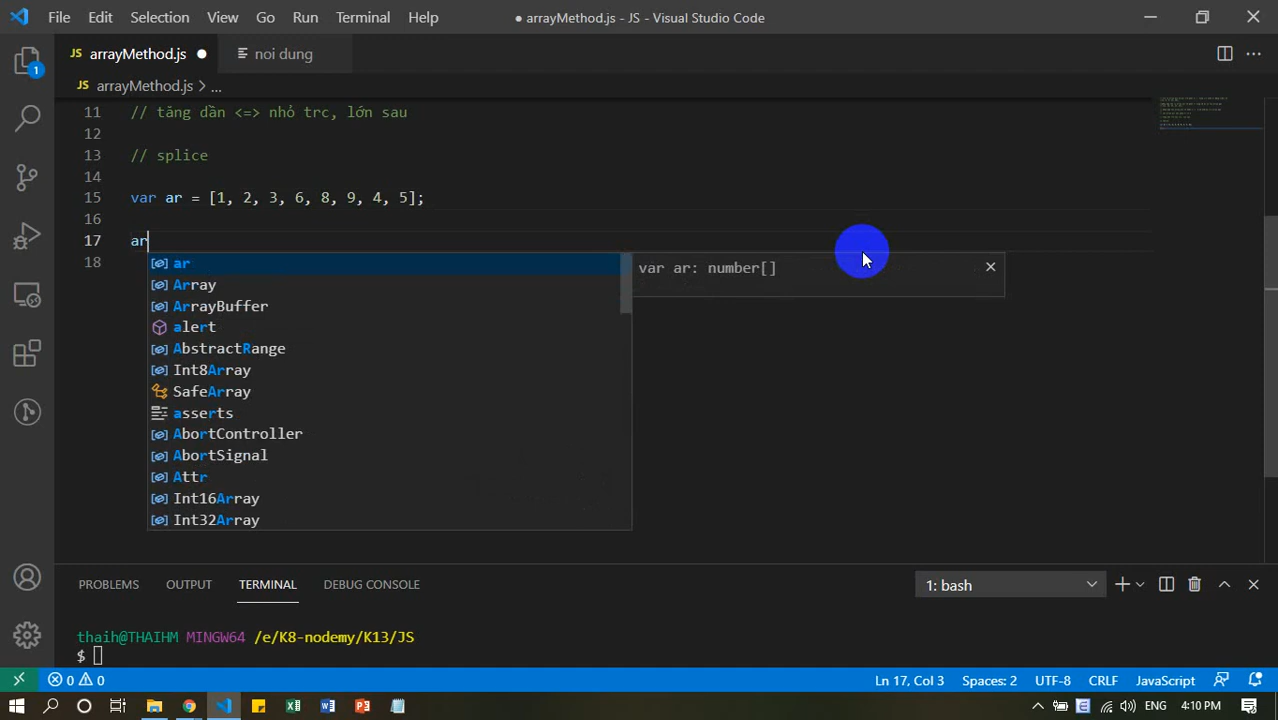 File Edit Selection View Go Run Terminal Help
● arrayMethod.js - JS - Visual Studio Code
JS arrayMethod.js ● noi dung
JS arrayMethod.js > ...
1
11 // tăng dần <=> nhỏ trc, lớn sau
12
13 // splice
14
15 var ar = [1, 2, 3, 6, 8, 9, 4, 5];
16
17 ar
18
ar
var ar: number[]
Array
ArrayBuffer
alert
AbstractRange
Int8Array
SafeArray
asserts
AbortController
AbortSignal
Attr
Int16Array
Int32Array
PROBLEMS OUTPUT TERMINAL DEBUG CONSOLE
1: bash
thaih@THAIHM MINGW64 /e/K8-nodemy/K13/JS
$
0 0 Ln 17, Col 3 Spaces: 2 UTF-8 CRLF JavaScript
ENG 4:10 PM